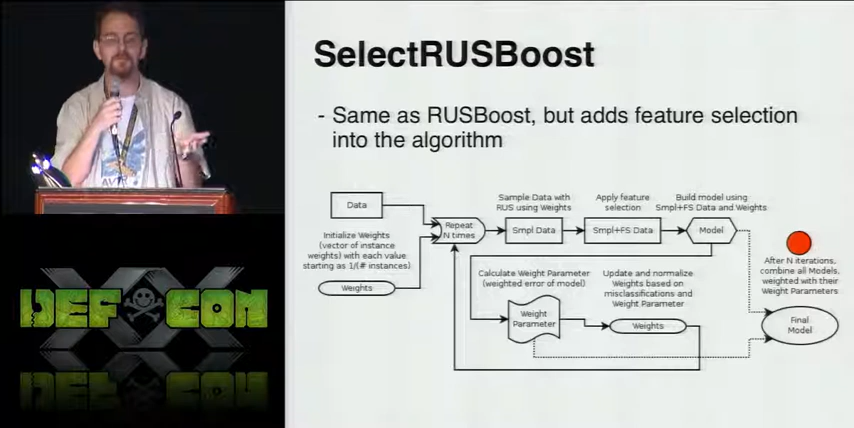 SelectRUSBoost
- Same as RUSBoost, but adds feature selection
into the algorithm
Data
Initialize Weights
(vector of instance
weights) with each value
starting as 1/(# instances)
Weights
Repeat
N times
Sample Data with
RUS using Weights
Smpl Data
Apply feature
selection
Smpl+FS Data
Build model using
Smpl+FS Data and Weights
Model
Calculate Weight Parameter
(weighted error of model)
Weight
Parameter
Update and normalize
Weights based on
misclassifications and
Weight Parameter
Weights
After N iterations,
combine all Models,
weighted with their
Weight Parameters
Final
Model
DEF CON
XX